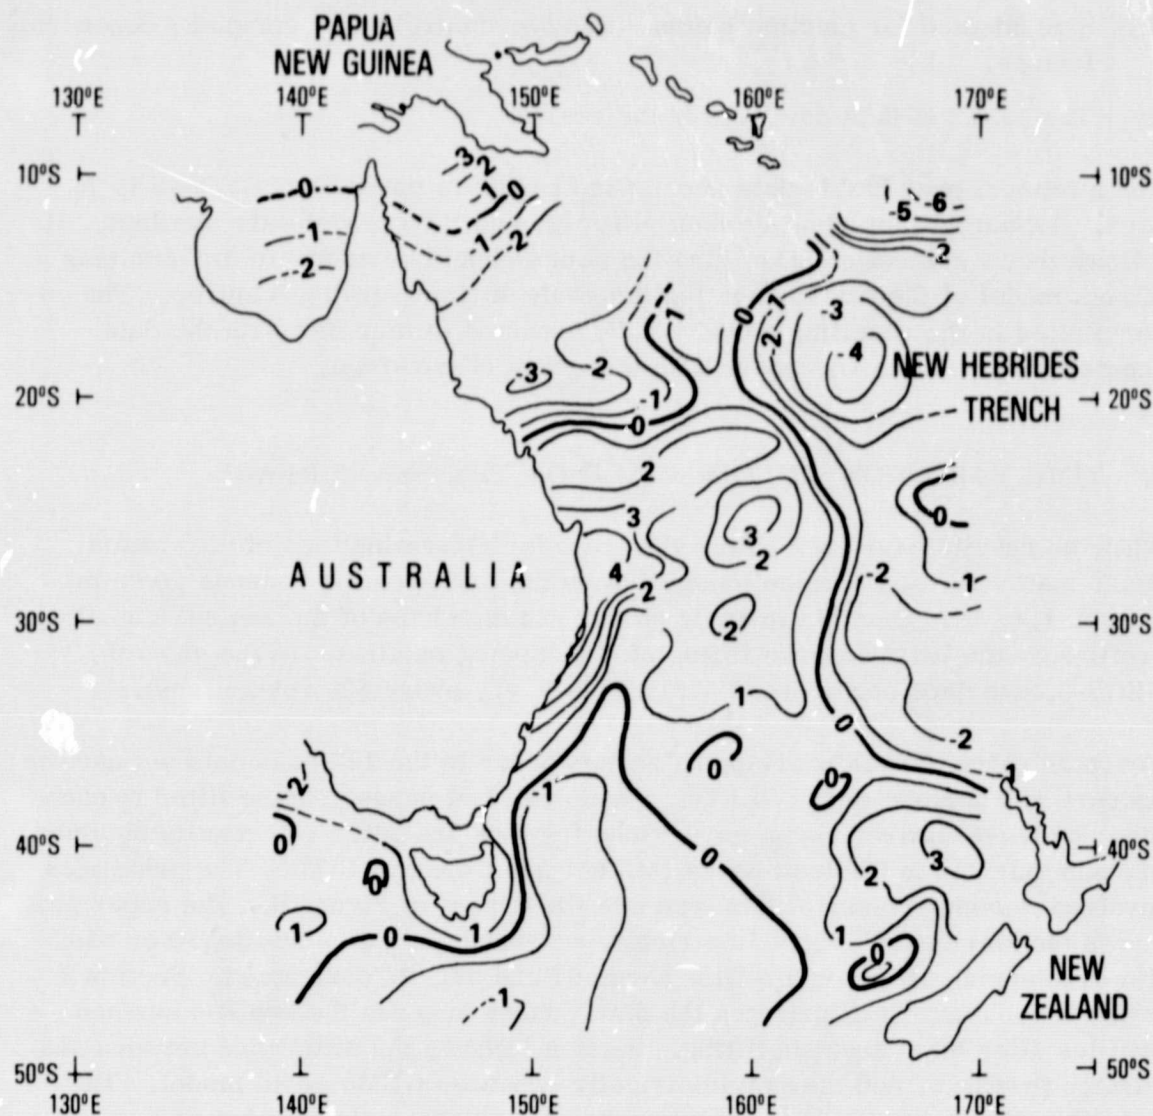 PAPUA
NEW GUINEA
130°E 140°E 150°E 160°E 170°E
10°S 10°S
3 2 1 0
0
-1
-2
1 2
-5 -6
-2
0
1
2
-3
-4
1
NEW HEBRIDES
TRENCH
-3 -2
-1
0
20°S 20°S
2
3
3
2
0
AUSTRALIA
4
2
-2 -1
30°S 30°S
2
1
0
-2
0
0
1
-2
-1
0
40°S 40°S
0
0
3
2
1
0
1
1
0
NEW
ZEALAND
-1
50°S 50°S
130°E 140°E 150°E 160°E 170°E